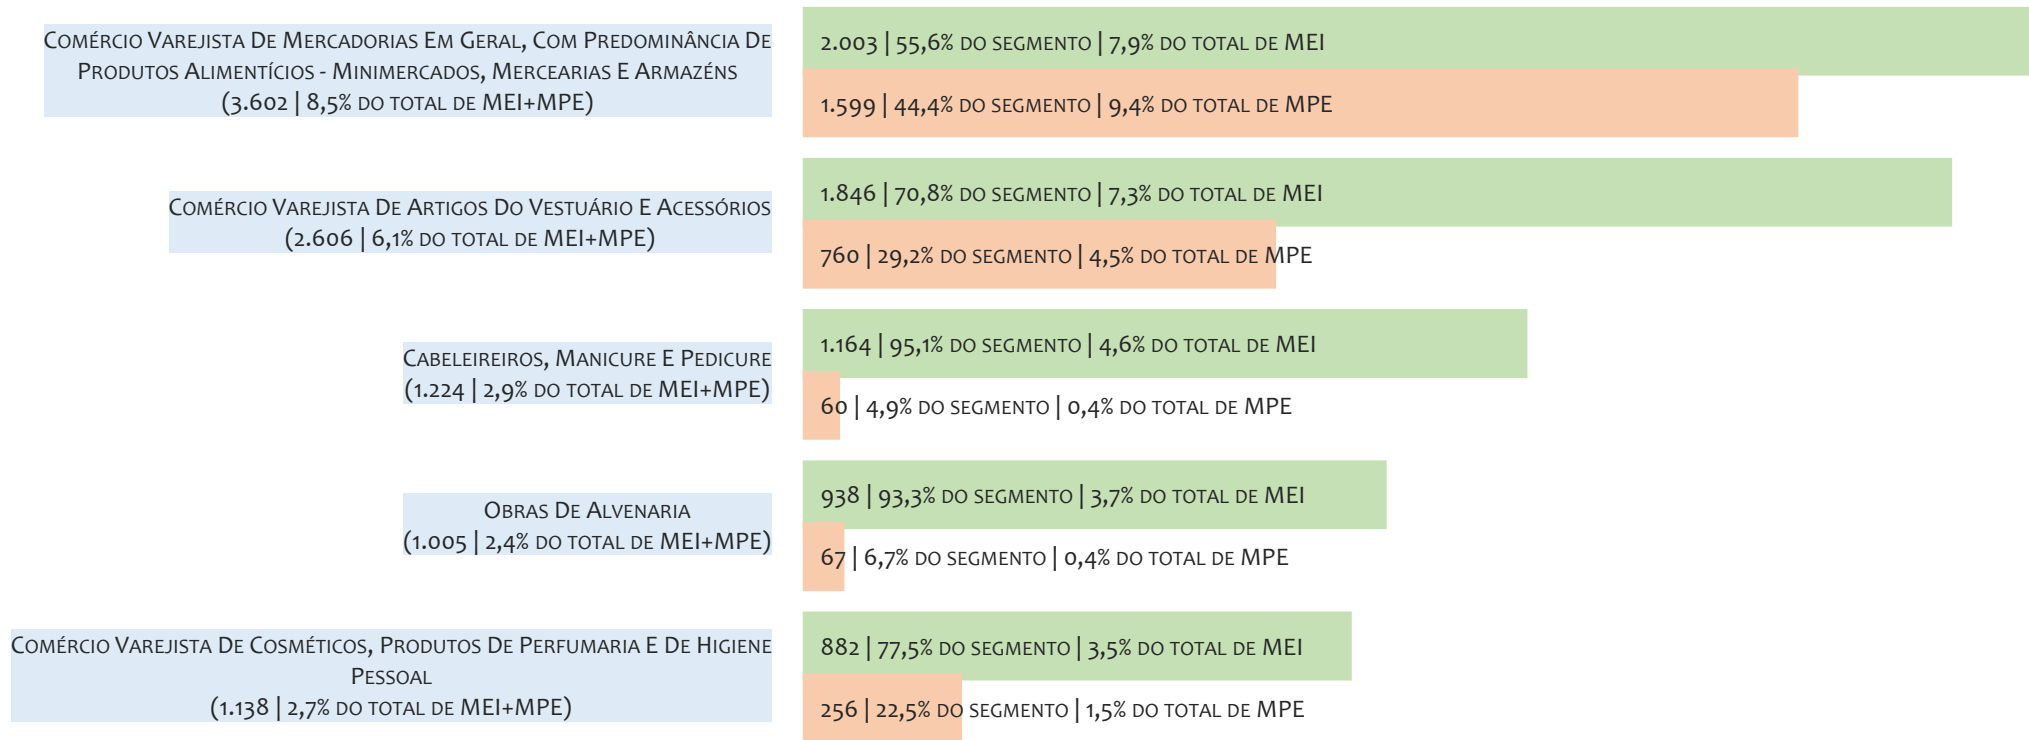 Comércio Varejista De Mercadorias Em Geral, Com Predominância De
Produtos Alimentícios - Minimercados, Mercearias E Armazéns
(3.602 | 8,5% do total de MEI+MPE)
2.003 | 55,6% do segmento | 7,9% do total de MEI
1.599 | 44,4% do segmento | 9,4% do total de MPE
Comércio Varejista De Artigos Do Vestuário E Acessórios
(2.606 | 6,1% do total de MEI+MPE)
1.846 | 70,8% do segmento | 7,3% do total de MEI
760 | 29,2% do segmento | 4,5% do total de MPE
Cabeleireiros, Manicure E Pedicure
(1.224 | 2,9% do total de MEI+MPE)
1.164 | 95,1% do segmento | 4,6% do total de MEI
60 | 4,9% do segmento | 0,4% do total de MPE
Obras De Alvenaria
(1.005 | 2,4% do total de MEI+MPE)
938 | 93,3% do segmento | 3,7% do total de MEI
67 | 6,7% do segmento | 0,4% do total de MPE
Comércio Varejista De Cosméticos, Produtos De Perfumaria E De Higiene
Pessoal
(1.138 | 2,7% do total de MEI+MPE)
882 | 77,5% do segmento | 3,5% do total de MEI
256 | 22,5% do segmento | 1,5% do total de MPE